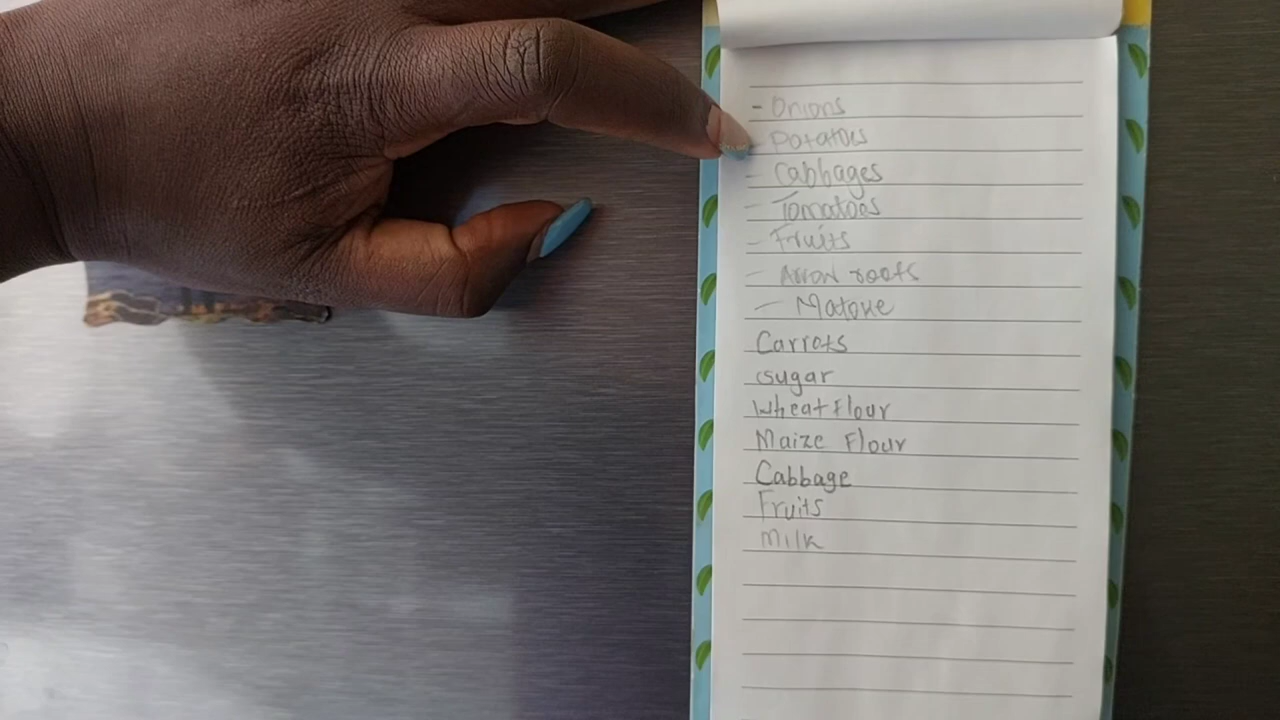 - Onions
- Potatoes
- Cabbages
- Tomatoes
- Fruits
- Arrow roots
- Matoke
Carrots
Sugar
Wheat Flour
Maize Flour
Cabbage
Fruits
Milk